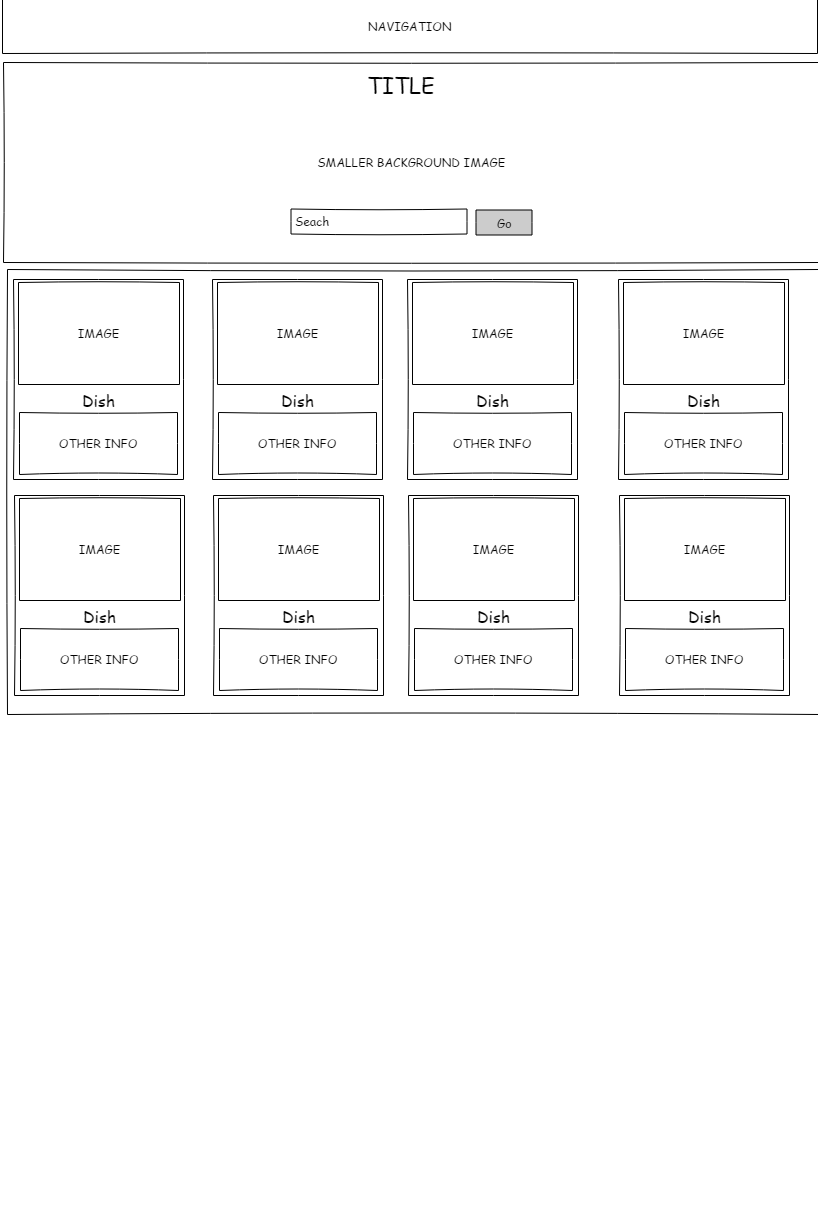 NAVIGATION
TITLE
SMALLER BACKGROUND IMAGE
Seach Go
IMAGE IMAGE IMAGE IMAGE
Dish Dish Dish Dish
OTHER INFO OTHER INFO OTHER INFO OTHER INFO
IMAGE IMAGE IMAGE IMAGE
Dish Dish Dish Dish
OTHER INFO OTHER INFO OTHER INFO OTHER INFO